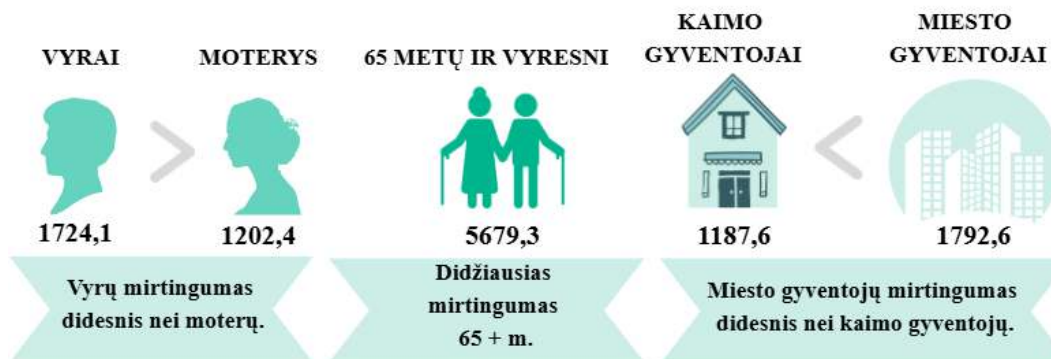 VYRAI
MOTERYS
65 METŲ IR VYRESNI
KAIMO
GYVENTOJAI
MIESTO
GYVENTOJAI
1724,1
1202,4
5679,3
1187,6
1792,6
Vyrų mirtingumas
didesnis nei moterų.
Didžiausias
mirtingumas
65 + m.
Miesto gyventojų mirtingumas
didesnis nei kaimo gyventojų.